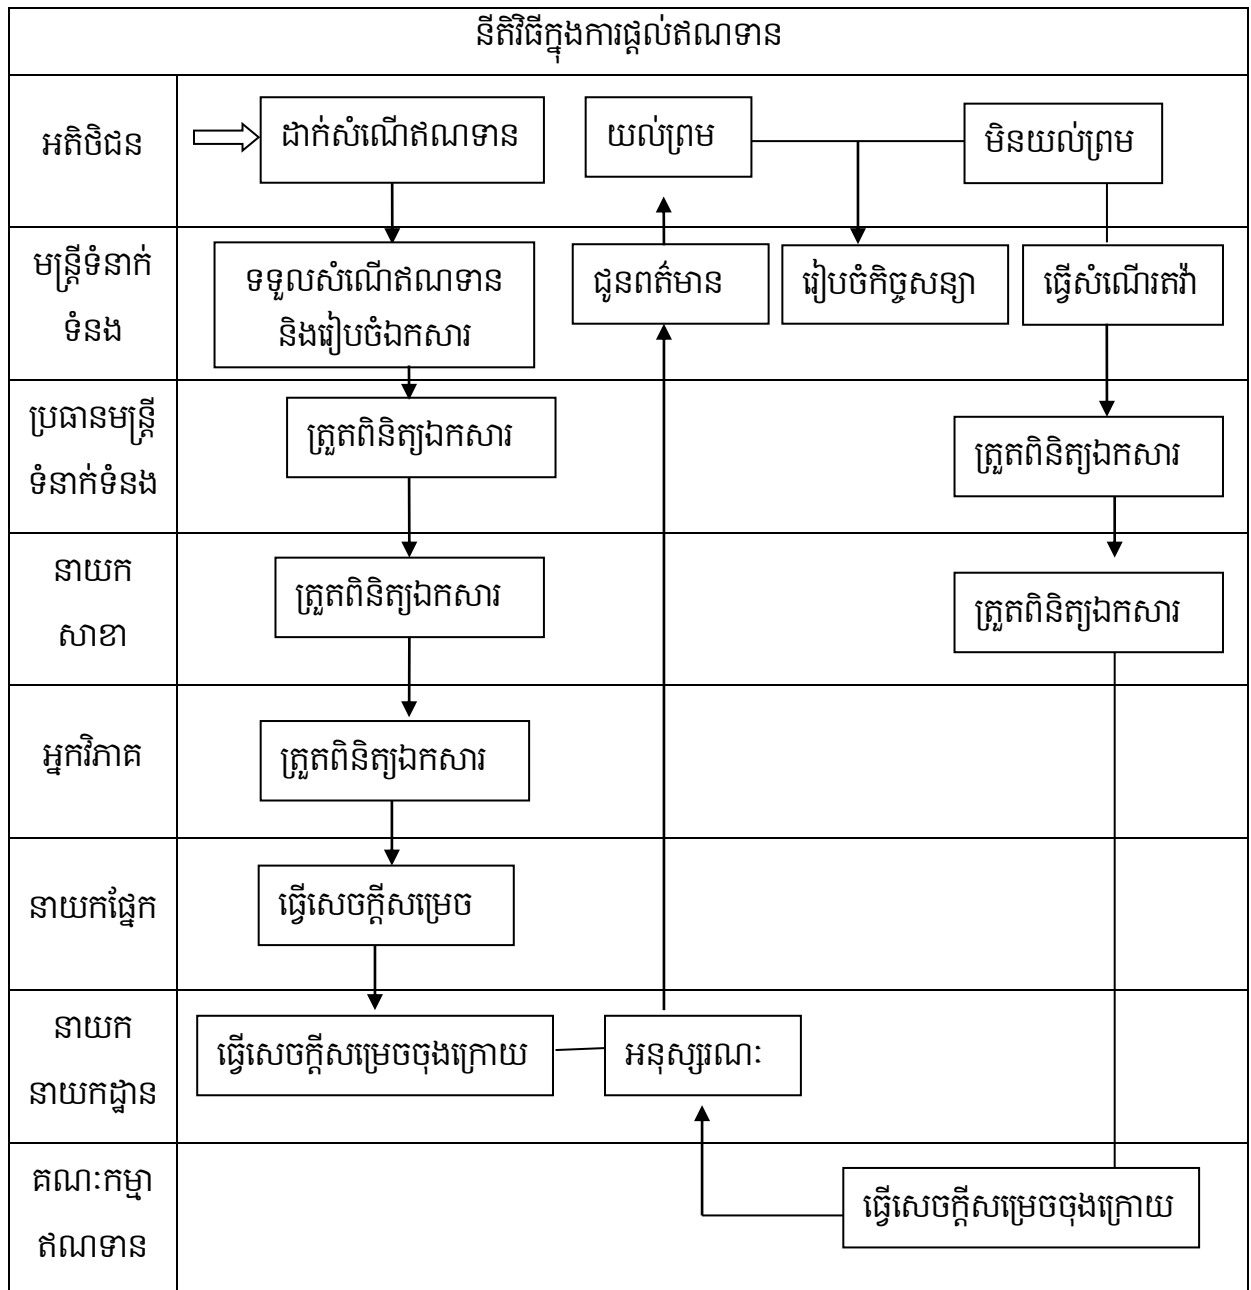 នីតិវិធីក្នុងការផ្តល់ឥណទាន
អតិថិជន
ដាក់សំណើឥណទាន
យល់ព្រម
មិនយល់ព្រម
មន្ត្រីទំនាក់
ទំនង
ទទួលសំណើឥណទាន
និងរៀបចំឯកសារ
ជូនពត៌មាន
រៀបចំកិច្ចសន្យា
ធ្វើសំណើរតវ៉ា
ប្រធានមន្ត្រី
ទំនាក់ទំនង
ត្រួតពិនិត្យឯកសារ
ត្រួតពិនិត្យឯកសារ
នាយក
សាខា
ត្រួតពិនិត្យឯកសារ
ត្រួតពិនិត្យឯកសារ
អ្នកវិភាគ
ត្រួតពិនិត្យឯកសារ
នាយកផ្នែក
ធ្វើសេចក្តីសម្រេច
នាយក
នាយកដ្ឋាន
ធ្វើសេចក្តីសម្រេចចុងក្រោយ
អនុស្សរណៈ
គណៈកម្មា
ឥណទាន
ធ្វើសេចក្តីសម្រេចចុងក្រោយ